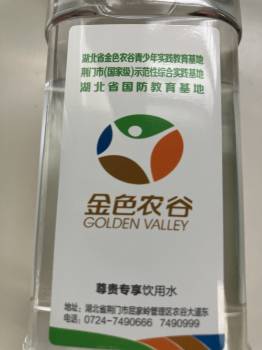 湖北省金色农谷青少年实践教育基地
荆门市(国家级)示范性综合实践基地
湖北省国防教育基地
金色农谷
GOLDEN VALLEY
尊贵专享饮用水
地址：湖北省荆门市屈家岭管理区农谷大道东
电话：0724-7490666 7490999